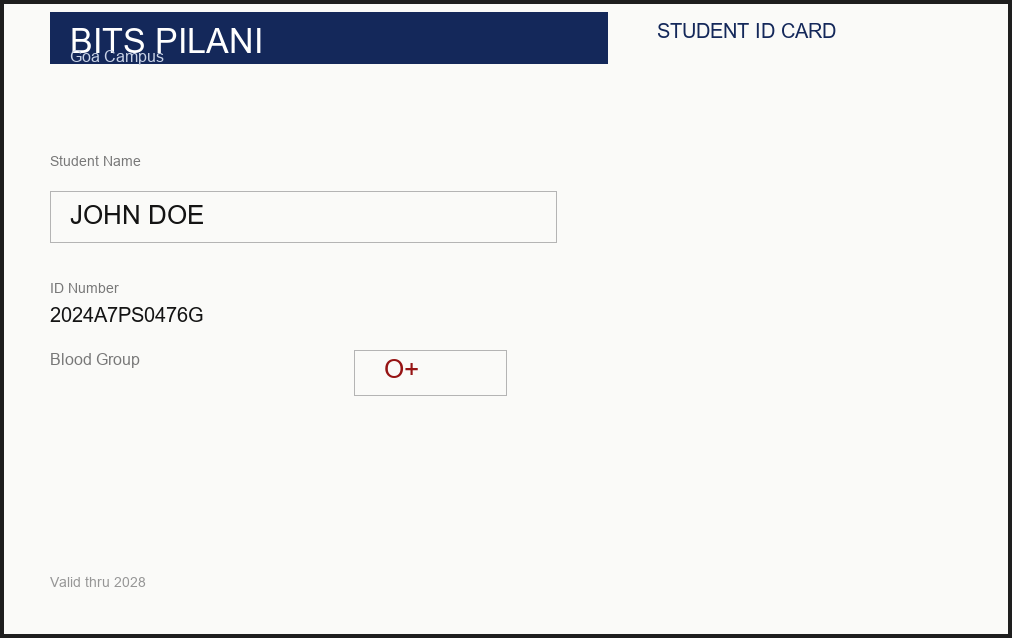 BITS PILANI
Goa Campus
STUDENT ID CARD
Student Name
JOHN DOE
ID Number
2024A7PS0476G
Blood Group
O+
Valid thru 2028